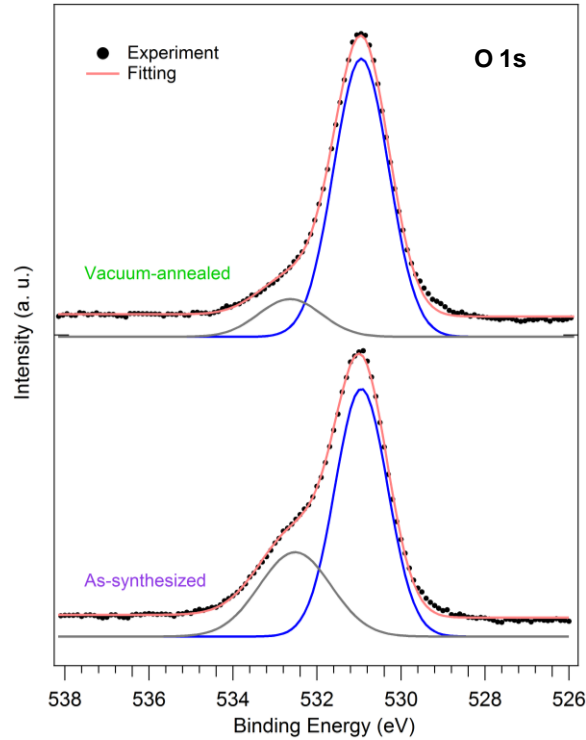 Experiment
Fitting
O 1s
Vacuum-annealed
As-synthesized
Intensity (a. u.)
538 536 534 532 530 528 526
Binding Energy (eV)